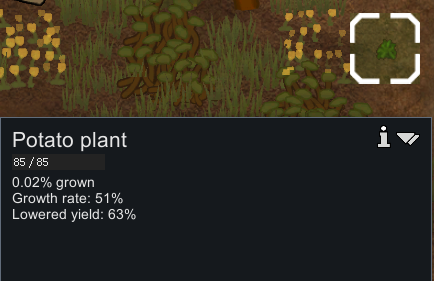 Potato plant
85 / 85
0.02% grown
Growth rate: 51%
Lowered yield: 63%